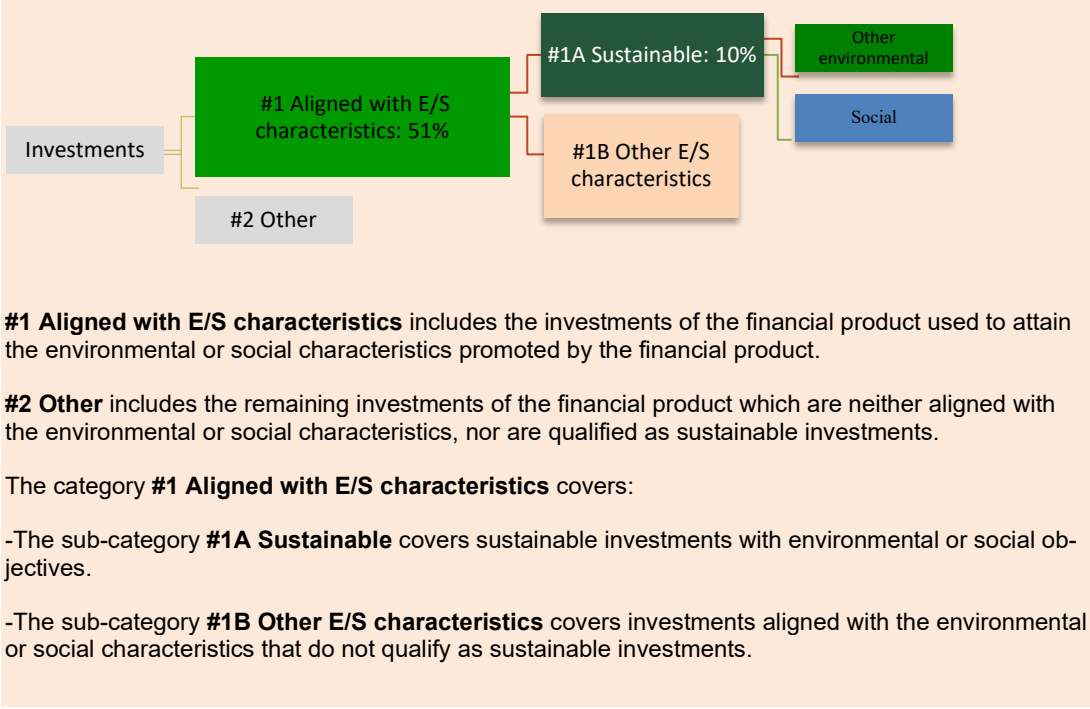 Investments
#1 Aligned with E/S
characteristics: 51%
#2 Other
#1A Sustainable: 10%
#1B Other E/S
characteristics
Other
environmental
Social
#1 Aligned with E/S characteristics includes the investments of the financial product used to attain
the environmental or social characteristics promoted by the financial product.
#2 Other includes the remaining investments of the financial product which are neither aligned with
the environmental or social characteristics, nor are qualified as sustainable investments.
The category #1 Aligned with E/S characteristics covers:
-The sub-category #1A Sustainable covers sustainable investments with environmental or social ob-
jectives.
-The sub-category #1B Other E/S characteristics covers investments aligned with the environmental
or social characteristics that do not qualify as sustainable investments.